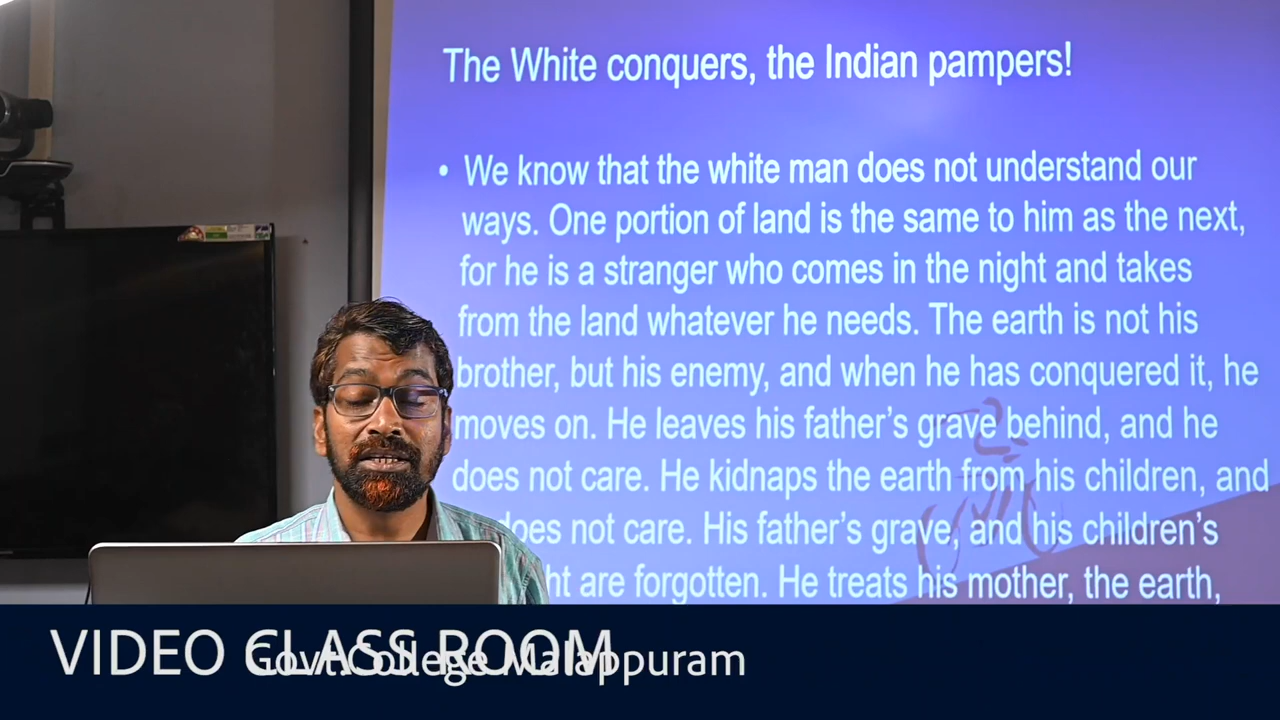 The White conquers, the Indian pampers!
• We know that the white man does not understand our
ways. One portion of land is the same to him as the next,
for he is a stranger who comes in the night and takes
from the land whatever he needs. The earth is not his
brother, but his enemy, and when he has conquered it, he
moves on. He leaves his father’s grave behind, and he
does not care. He kidnaps the earth from his children, and
does not care. His father’s grave, and his children’s
are forgotten. He treats his mother, the earth,
VIDEO CLASS ROOM
Govt.College Malappuram